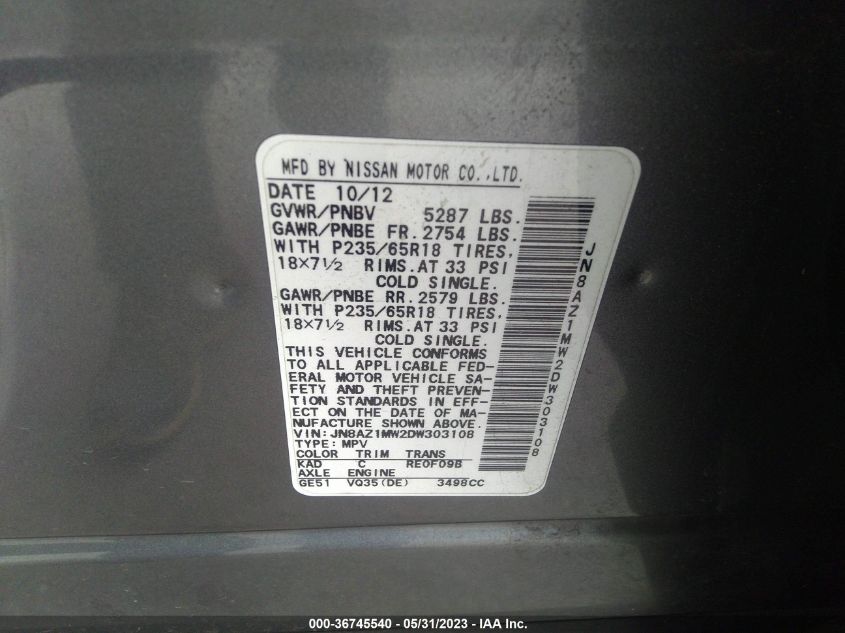 MFD BY NISSAN MOTOR CO.,LTD.
DATE 10/12
GVWR/PNBV 5287 LBS.
GAWR/PNBE FR. 2754 LBS.
WITH P235/65R18 TIRES,
18×7½ RIMS. AT 33 PSI
COLD SINGLE.
GAWR/PNBE RR. 2579 LBS.
WITH P235/65R18 TIRES,
18×7½ RIMS. AT 33 PSI
COLD SINGLE.
THIS VEHICLE CONFORMS
TO ALL APPLICABLE FED-
ERAL MOTOR VEHICLE SA-
FETY AND THEFT PREVEN-
TION STANDARDS IN EFF-
ECT ON THE DATE OF MA-
NUFACTURE SHOWN ABOVE.
VIN: JN8AZ1MW2DW303108
TYPE: MPV
COLOR TRIM TRANS
KAD C RE0F09B
AXLE ENGINE
GE51 VQ35(DE) 3498CC
JN8AZ1MW2DW303108
000-36745540 - 05/31/2023 - IAA Inc.